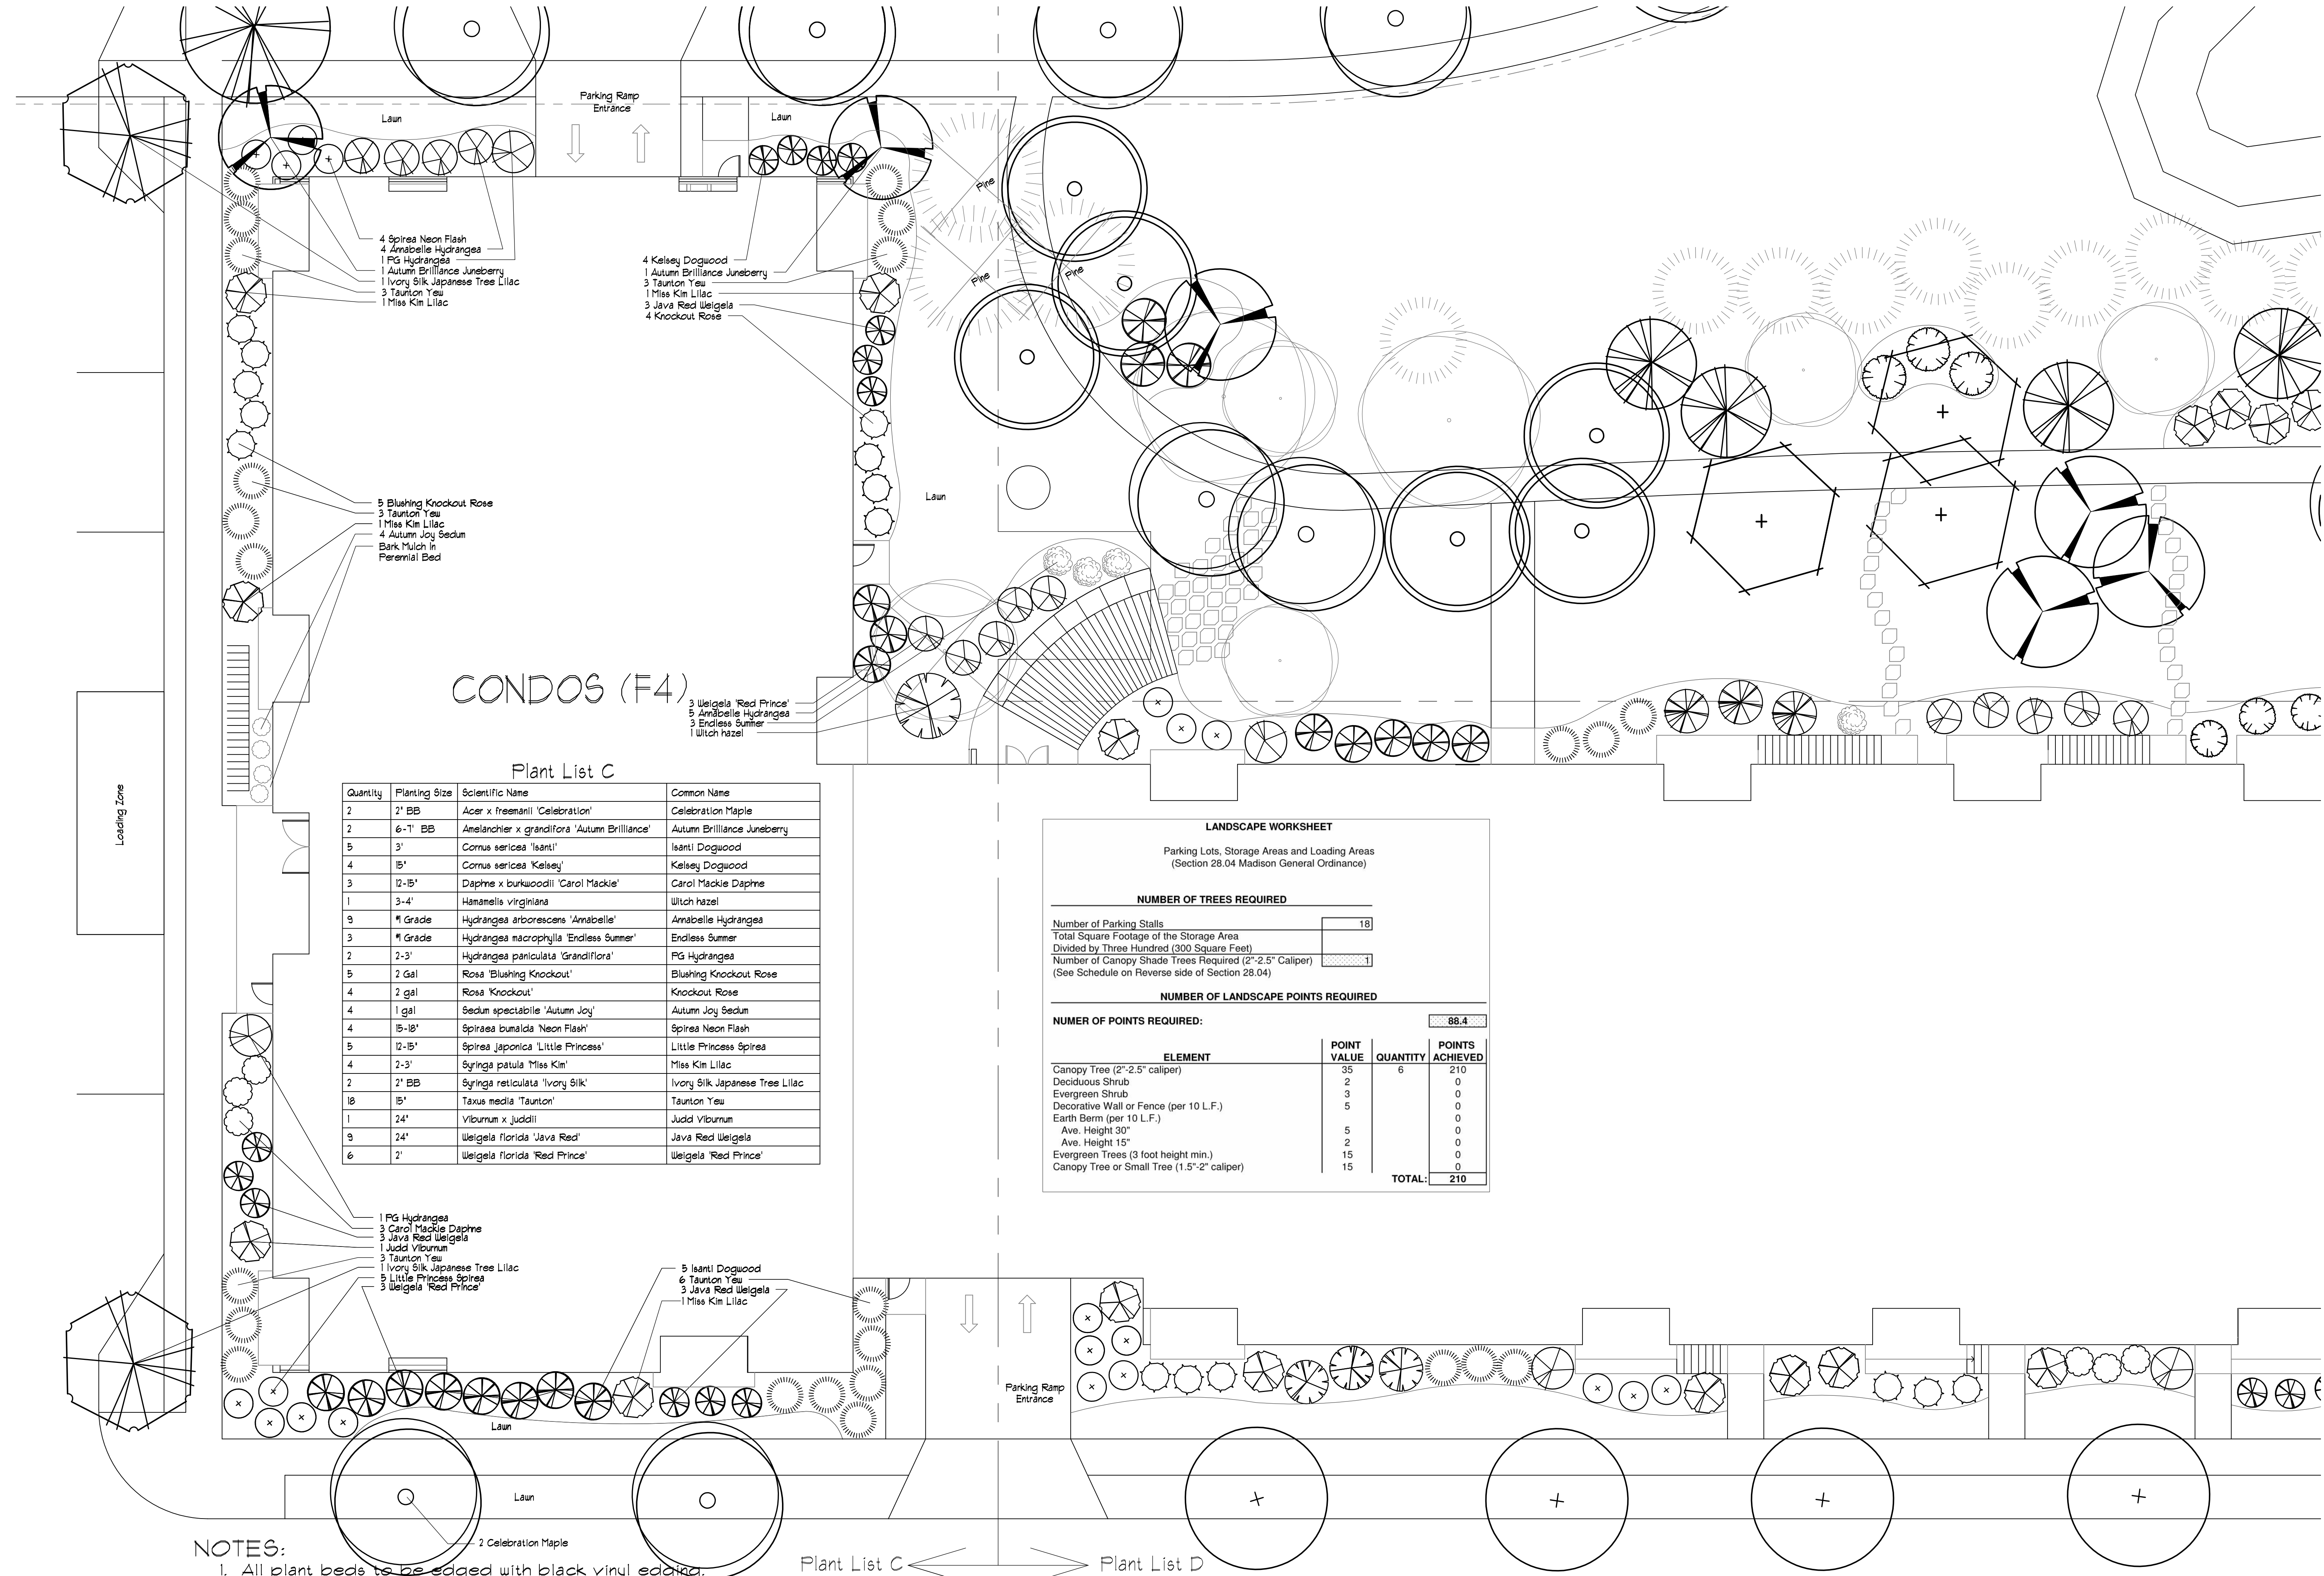 Parking Ramp
Entrance
Lawn
Lawn
Pine
Pine
Pine
4 Spirea Neon Flash
4 Annabelle Hydrangea
1 PG Hydrangea
1 Autumn Brilliance Juneberry
1 Ivory Silk Japanese Tree Lilac
3 Taunton Yew
1 Miss Kim Lilac
4 Kelsey Dogwood
1 Autumn Brilliance Juneberry
3 Taunton Yew
1 Miss Kim Lilac
3 Java Red Weigela
4 Knockout Rose
Lawn
5 Blushing Knockout Rose
3 Taunton Yew
1 Miss Kim Lilac
4 Autumn Joy Sedum
Bark Mulch in
Perennial Bed
CONDOS (F4)
3 Weigela 'Red Prince'
5 Annabelle Hydrangea
3 Endless Summer
1 Witch hazel
Loading Zone
Plant List C
Quantity Planting Size Scientific Name Common Name
2 2" BB Acer x freemanii 'Celebration' Celebration Maple
2 6-7' BB Amelanchier x grandifora 'Autumn Brilliance' Autumn Brilliance Juneberry
5 3' Cornus sericea 'Isanti' Isanti Dogwood
4 15" Cornus sericea 'Kelsey' Kelsey Dogwood
3 12-15" Daphne x burkwoodii 'Carol Mackie' Carol Mackie Daphne
1 3-4' Hamamelis virginiana Witch hazel
9 #1 Grade Hydrangea arborescens 'Annabelle' Annabelle Hydrangea
3 #1 Grade Hydrangea macrophylla 'Endless Summer' Endless Summer
2 2-3' Hydrangea paniculata 'Grandiflora' PG Hydrangea
5 2 Gal Rosa 'Blushing Knockout' Blushing Knockout Rose
4 2 gal Rosa 'Knockout' Knockout Rose
4 1 gal Sedum spectabile 'Autumn Joy' Autumn Joy Sedum
4 15-18" Spiraea bumalda 'Neon Flash' Spirea Neon Flash
5 12-15" Spirea japonica 'Little Princess' Little Princess Spirea
4 2-3' Syringa patula 'Miss Kim' Miss Kim Lilac
2 2" BB Syringa reticulata 'Ivory Silk' Ivory Silk Japanese Tree Lilac
18 15" Taxus media 'Taunton' Taunton Yew
1 24" Viburnum x juddii Judd Viburnum
9 24" Weigela florida 'Java Red' Java Red Weigela
6 2' Weigela florida 'Red Prince' Weigela 'Red Prince'
LANDSCAPE WORKSHEET
Parking Lots, Storage Areas and Loading Areas
(Section 28.04 Madison General Ordinance)
NUMBER OF TREES REQUIRED
Number of Parking Stalls 18
Total Square Footage of the Storage Area
Divided by Three Hundred (300 Square Feet)
Number of Canopy Shade Trees Required (2"-2.5" Caliper) 1
(See Schedule on Reverse side of Section 28.04)
NUMBER OF LANDSCAPE POINTS REQUIRED
NUMER OF POINTS REQUIRED: 88.4
POINT POINTS
ELEMENT VALUE QUANTITY ACHIEVED
Canopy Tree (2"-2.5" caliper) 35 6 210
Deciduous Shrub 2 0
Evergreen Shrub 3 0
Decorative Wall or Fence (per 10 L.F.) 5 0
Earth Berm (per 10 L.F.) 0
Ave. Height 30" 5 0
Ave. Height 15" 2 0
Evergreen Trees (3 foot height min.) 15 0
Canopy Tree or Small Tree (1.5"-2" caliper) 15 0
TOTAL: 210
1 PG Hydrangea
3 Carol Mackie Daphne
3 Java Red Weigela
1 Judd Viburnum
3 Taunton Yew
1 Ivory Silk Japanese Tree Lilac
5 Little Princess Spirea
3 Weigela 'Red Prince'
5 Isanti Dogwood
6 Taunton Yew
3 Java Red Weigela
1 Miss Kim Lilac
Parking Ramp
Entrance
Lawn
Lawn
2 Celebration Maple
NOTES:
1. All plant beds to be edged with black vinyl edging.
Plant List C
Plant List D